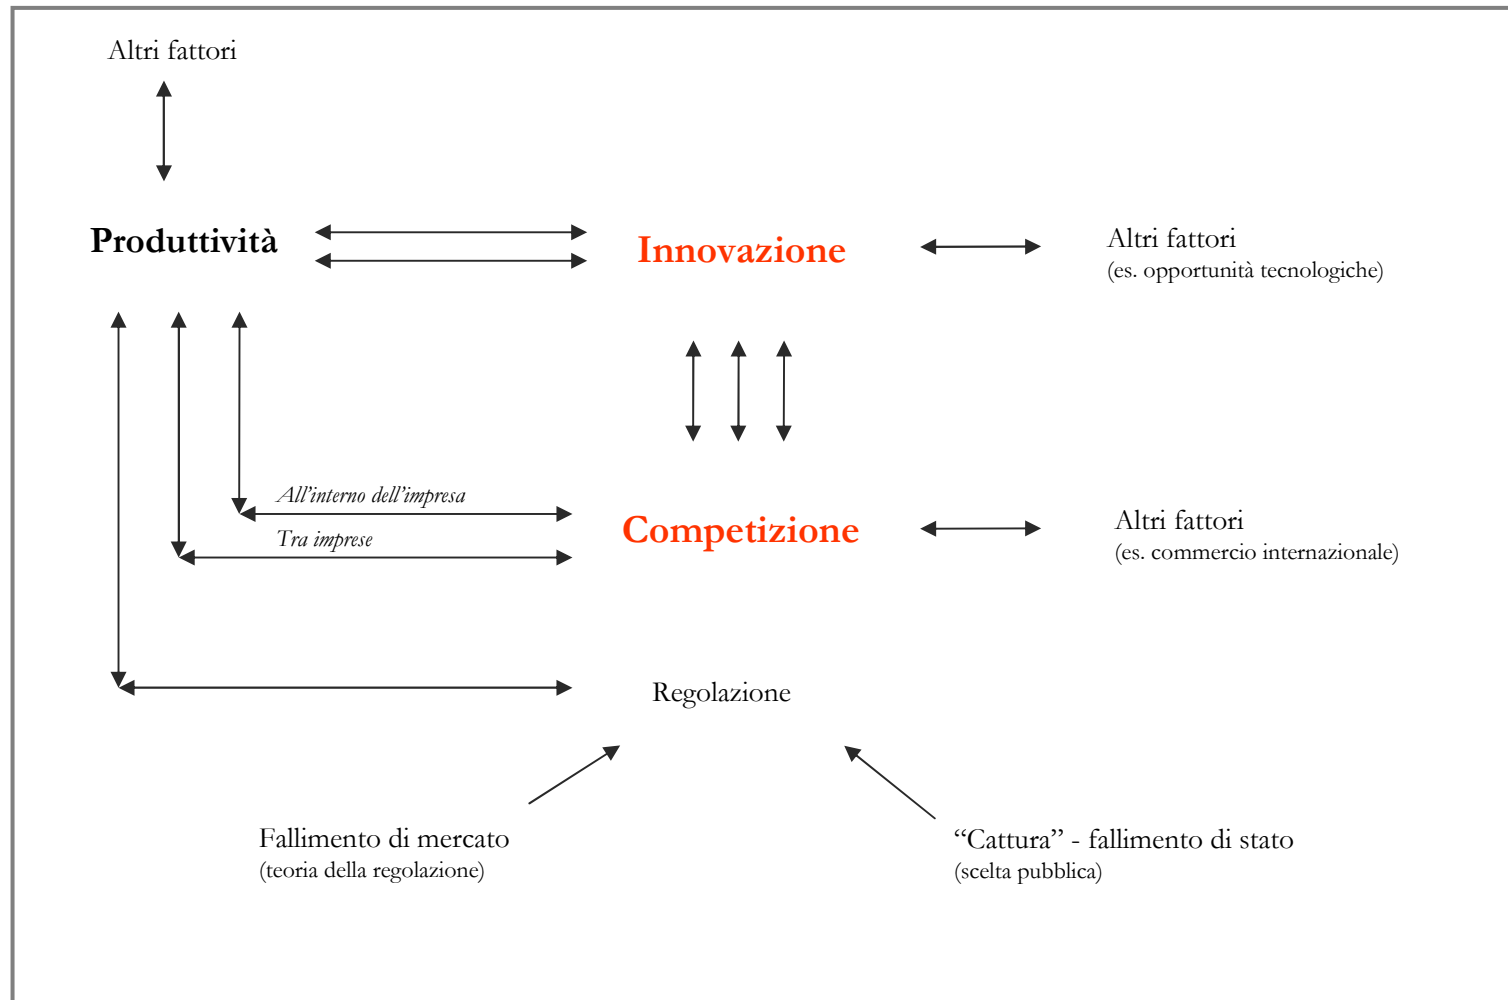 Altri fattori
Produttività
Innovazione
Altri fattori
(es. opportunità tecnologiche)
All’interno dell’impresa
Tra imprese
Competizione
Altri fattori
(es. commercio internazionale)
Regolazione
Fallimento di mercato
(teoria della regolazione)
“Cattura” - fallimento di stato
(scelta pubblica)